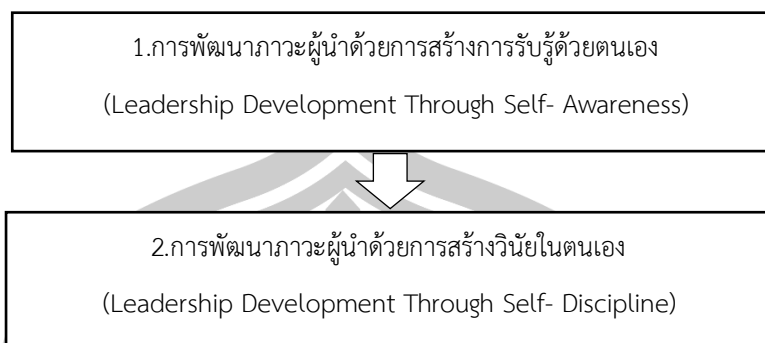 1.การพัฒนาภาวะผู้นำด้วยการสร้างการรับรู้ด้วยตนเอง
(Leadership Development Through Self- Awareness)
2.การพัฒนาภาวะผู้นำด้วยการสร้างวินัยในตนเอง
(Leadership Development Through Self- Discipline)